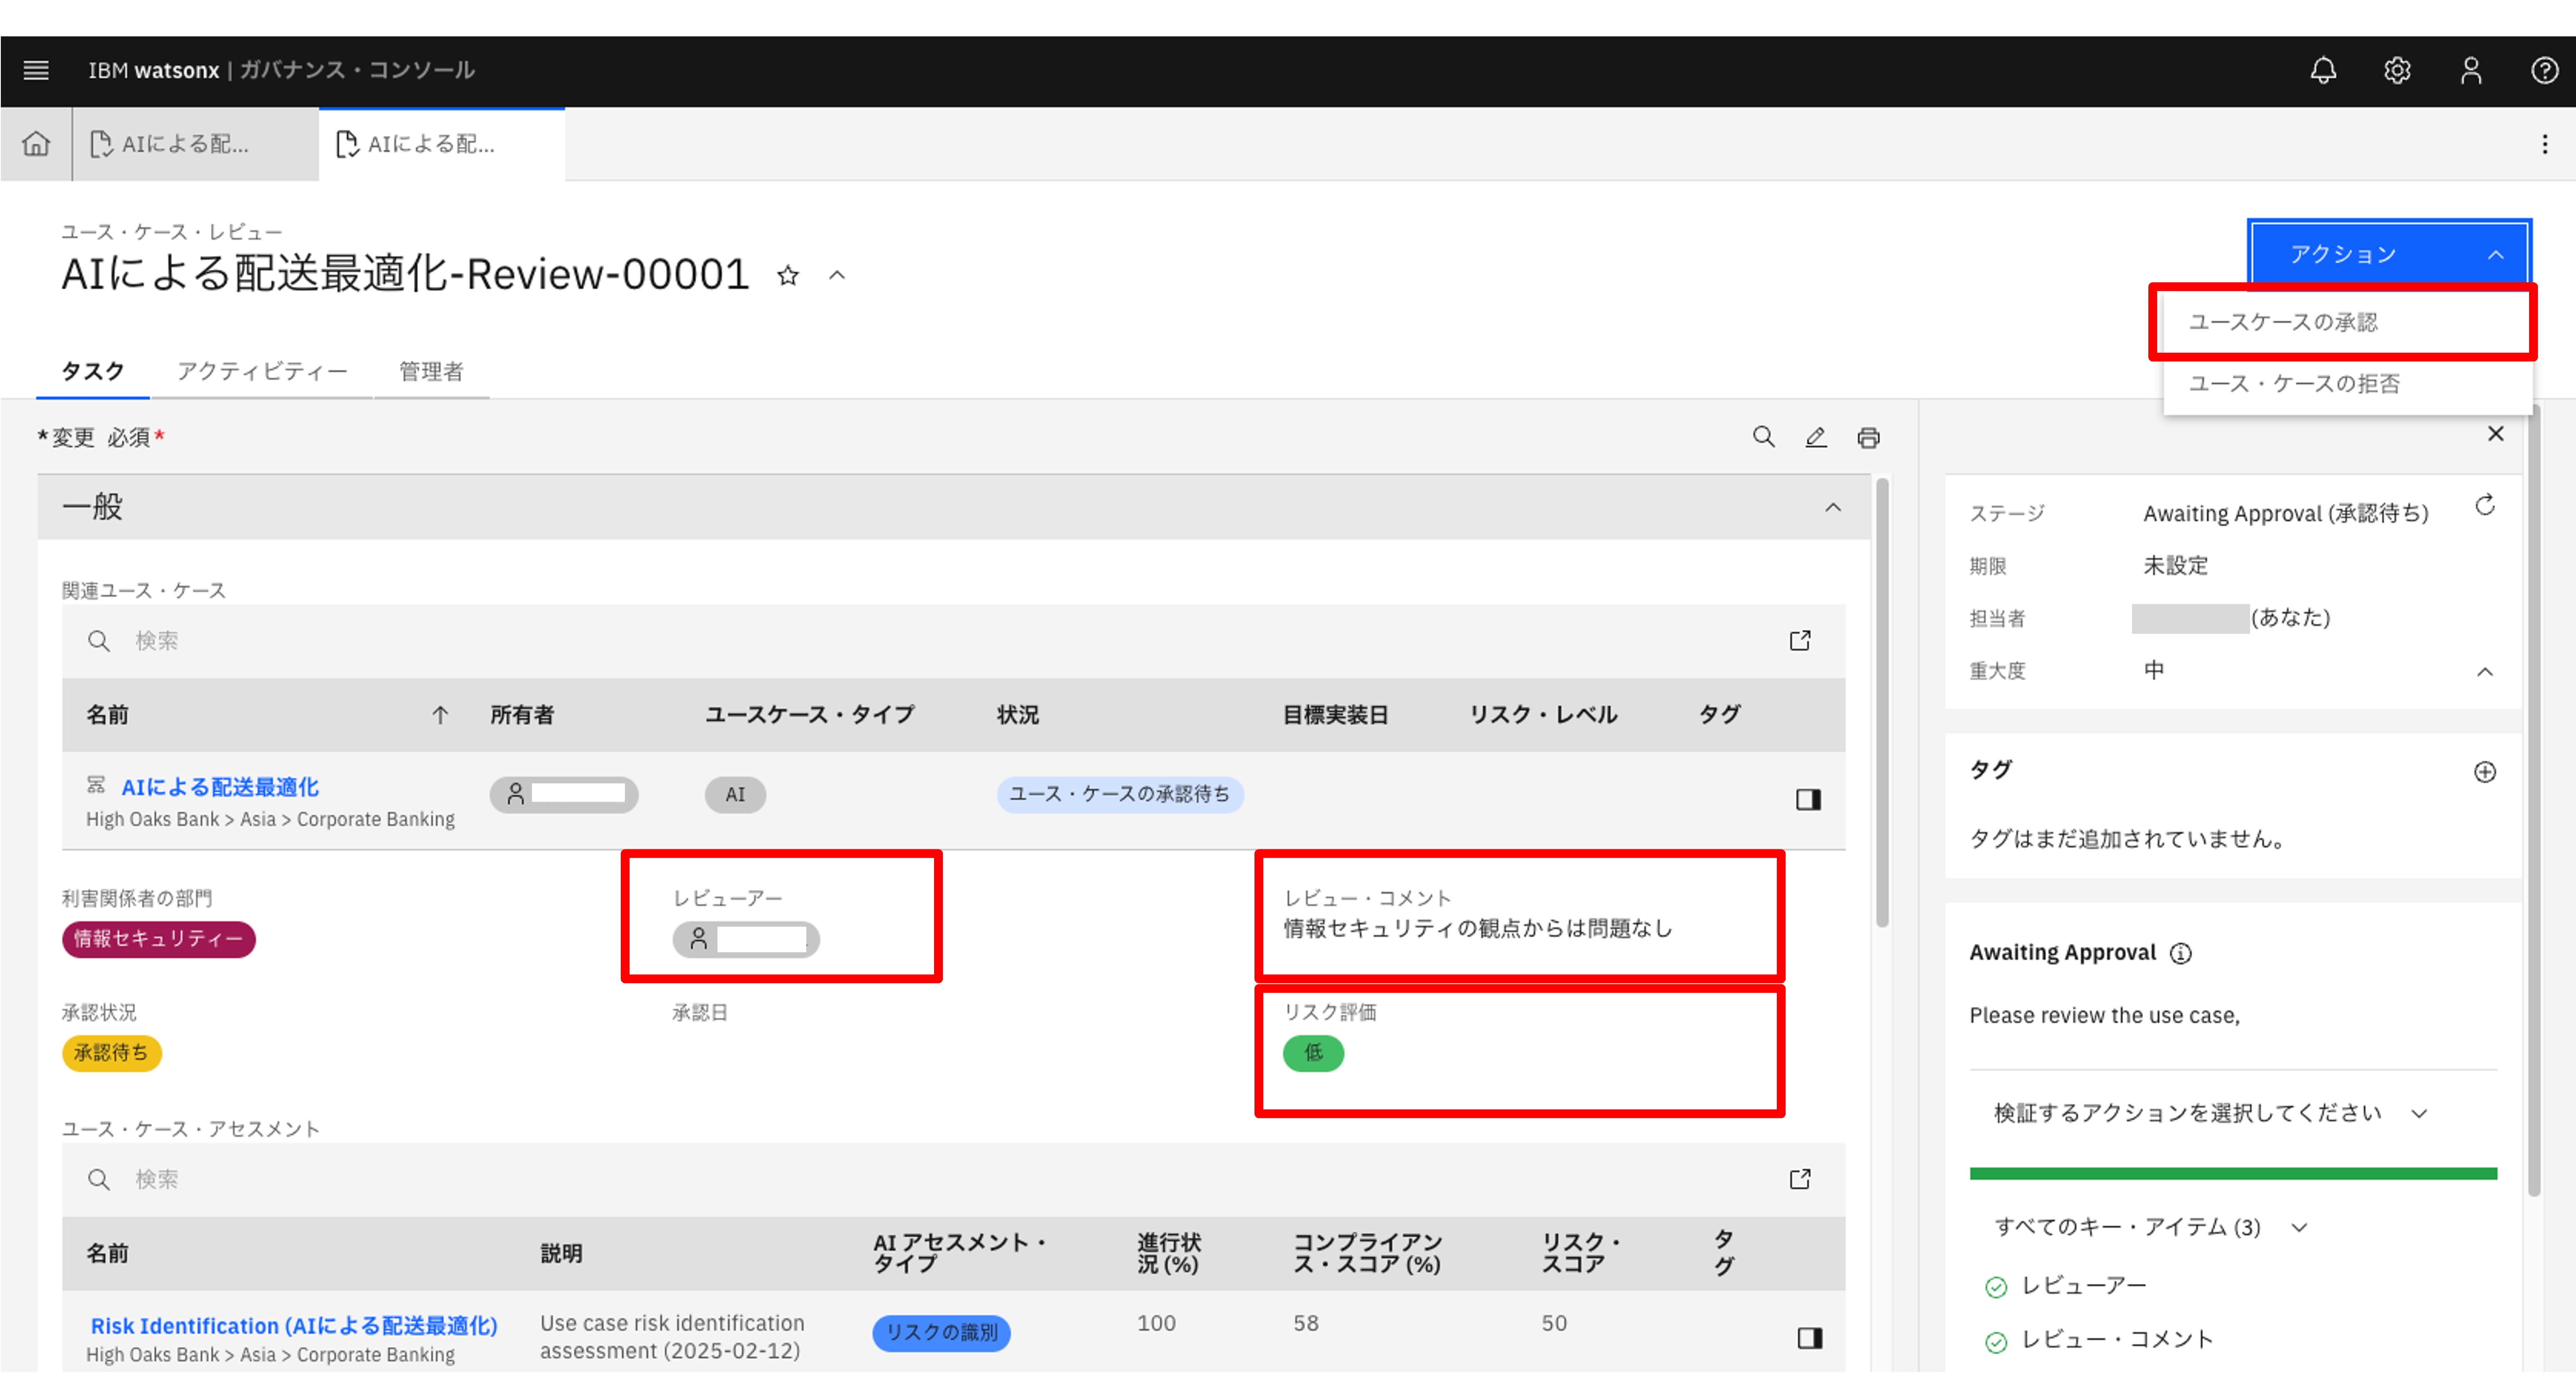 IBM watsonx | ガバナンス・コンソール
AIによる配...
AIによる配...
ユース・ケース・レビュー
AIによる配送最適化-Review-00001
アクション
ユースケースの承認
ユース・ケースの拒否
タスク
アクティビティー
管理者
*変更 必須*
一般
関連ユース・ケース
検索
名前
所有者
ユースケース・タイプ
状況
目標実装日
リスク・レベル
タグ
AIによる配送最適化
High Oaks Bank > Asia > Corporate Banking
AI
ユース・ケースの承認待ち
利害関係者の部門
情報セキュリティー
レビューアー
レビュー・コメント
情報セキュリティの観点からは問題なし
承認状況
承認待ち
承認日
リスク評価
低
ユース・ケース・アセスメント
検索
名前
説明
AI アセスメント・
タイプ
進行状
況 (%)
コンプライアン
ス・スコア (%)
リスク・
スコア
タ
グ
Risk Identification (AIによる配送最適化)
High Oaks Bank > Asia > Corporate Banking
Use case risk identification
assessment (2025-02-12)
リスクの識別
100
58
50
ステージ
Awaiting Approval (承認待ち)
期限
未設定
担当者
(あなた)
重大度
中
タグ
タグはまだ追加されていません。
Awaiting Approval
Please review the use case,
検証するアクションを選択してください
すべてのキー・アイテム (3)
レビューアー
レビュー・コメント